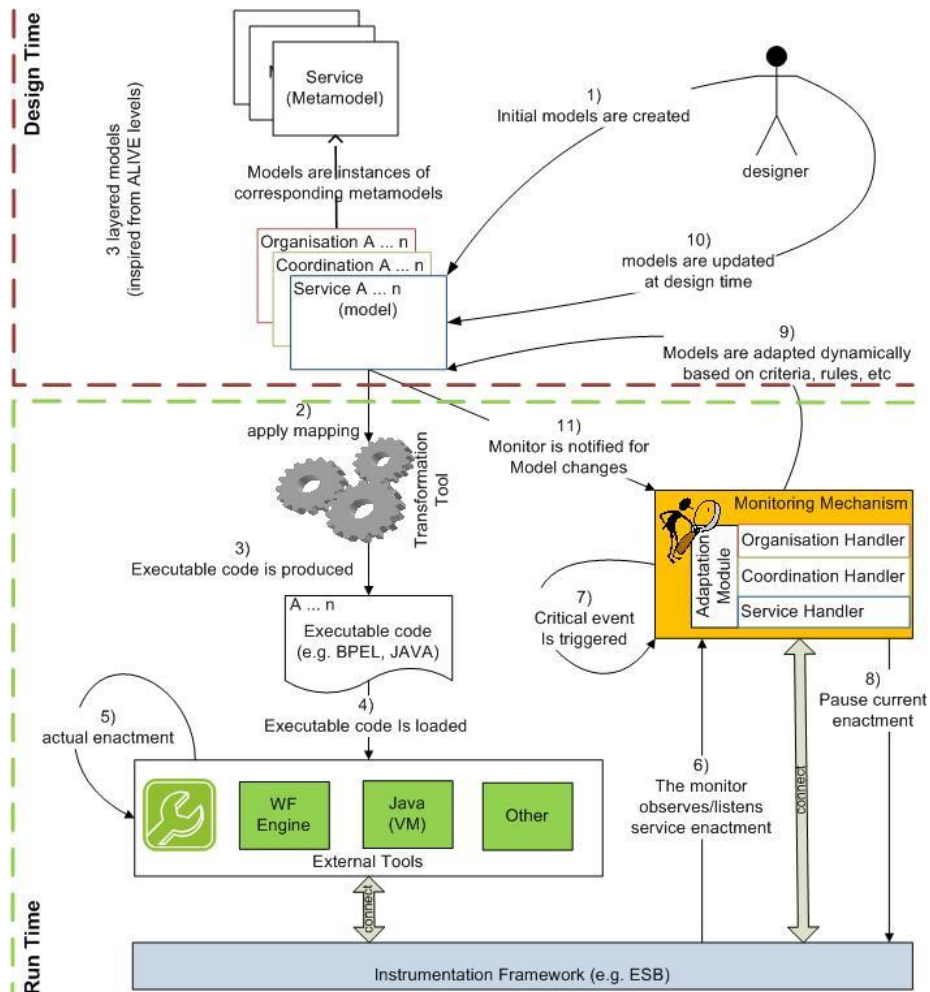 Design Time
3 layered models
(inspired from ALIVE levels)
Service
(Metamodel)
Models are instances of
corresponding metamodels
Organisation A ... n
Coordination A ... n
Service A ... n
(model)
1)
Initial models are created
designer
10)
models are updated
at design time
9)
Models are adapted dynamically
based on criteria, rules, etc
2)
apply mapping
Transformation
Tool
11)
Monitor is notified for
Model changes
3)
Executable code is produced
A ... n
Executable code
(e.g. BPEL, JAVA)
4)
Executable code Is loaded
5)
actual enactment
WF
Engine
Java
(VM)
Other
External Tools
connect
Monitoring Mechanism
Adaptation
Module
Organisation Handler
Coordination Handler
Service Handler
7)
Critical event
Is triggered
6)
The monitor
observes/listens
service enactment
connect
8)
Pause current
enactment
Run Time
Instrumentation Framework (e.g. ESB)